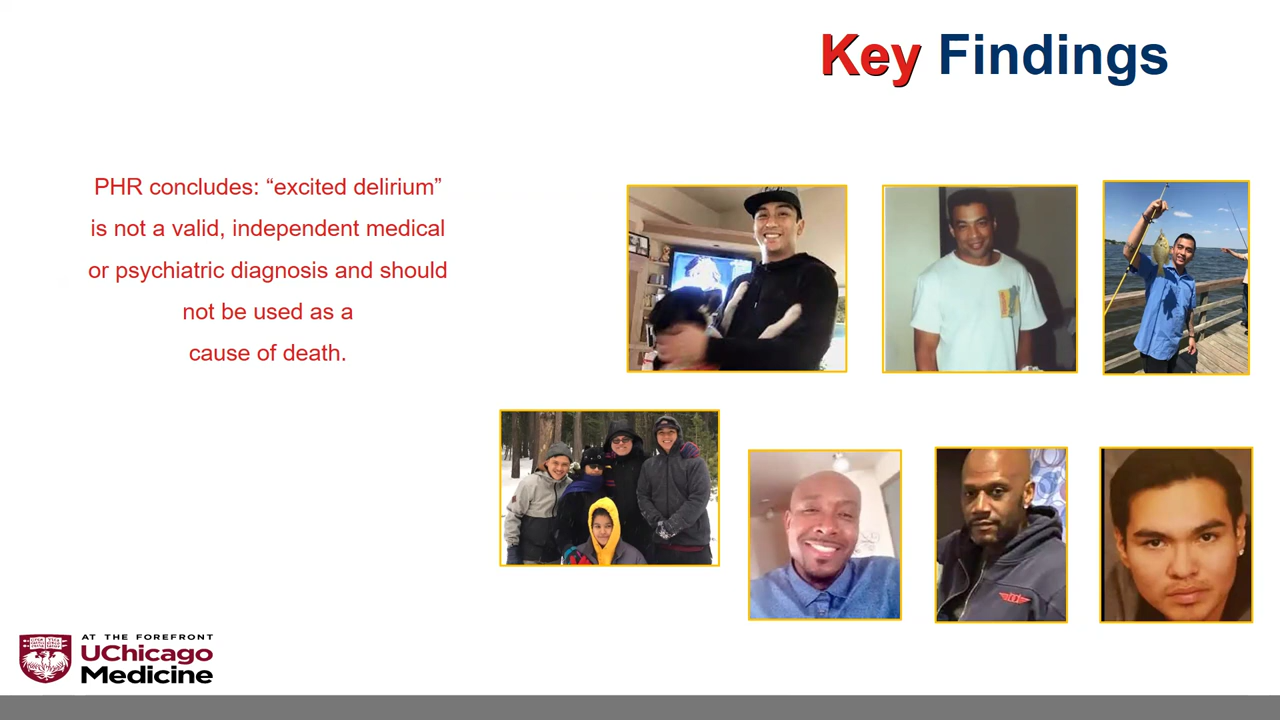 Key Findings
PHR concludes: “excited delirium”
is not a valid, independent medical
or psychiatric diagnosis and should
not be used as a
cause of death.
AT THE FOREFRONT
UChicago
Medicine